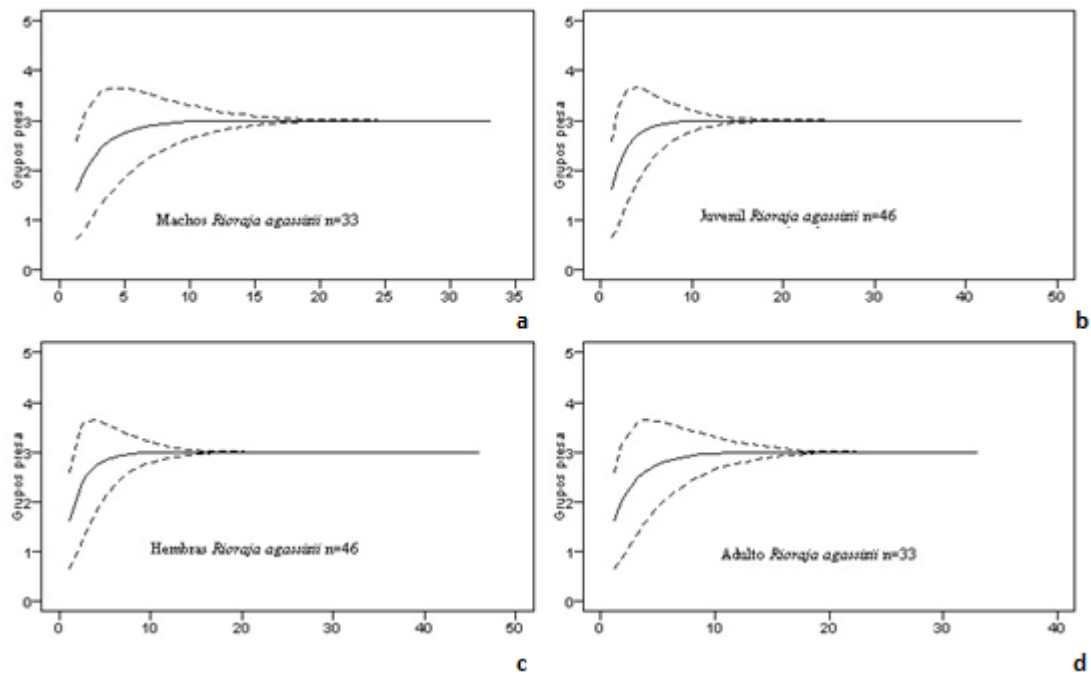 5
4
3
2
1
0
Grupos presa
Machos Rioraja agassizii n=33
0 5 10 15 20 25 30 35
a
5
4
3
2
1
0
Grupos presa
Juvenil Rioraja agassizii n=46
0 10 20 30 40 50
b
5
4
3
2
1
0
Grupos presa
Hembras Rioraja agassizii n=46
0 10 20 30 40 50
c
5
4
3
2
1
0
Grupos presa
Adulto Rioraja agassizii n=33
0 10 20 30 40
d